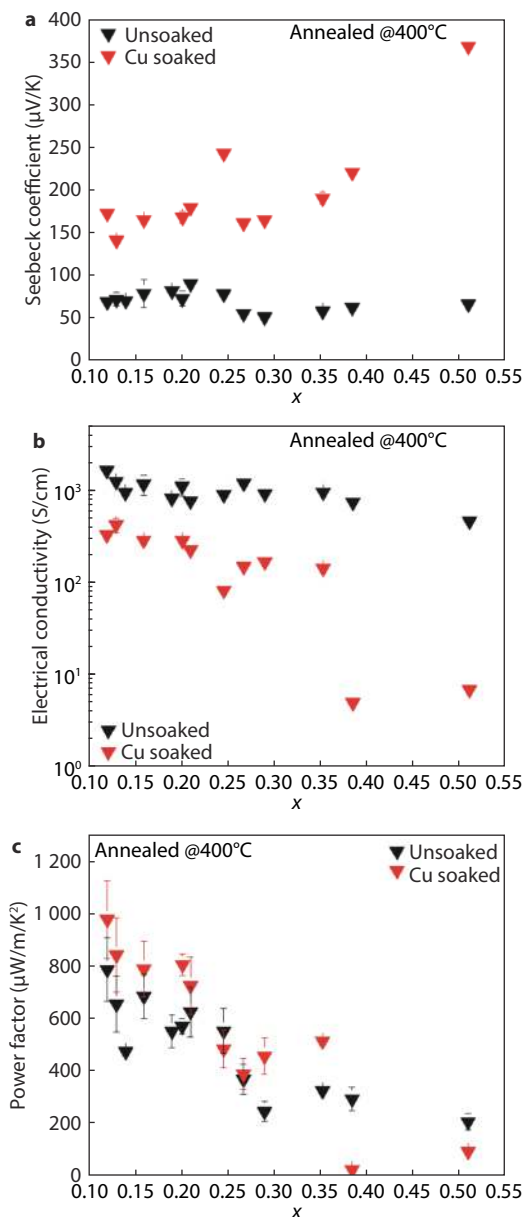 a
Annealed @400°C
Unsoaked
Cu soaked
Seebeck coefficient (µV/K)
400
350
300
250
200
150
100
50
0
0.10 0.15 0.20 0.25 0.30 0.35 0.40 0.45 0.50 0.55
x
b
Annealed @400°C
Electrical conductivity (S/cm)
10³
10²
10¹
10⁰
Unsoaked
Cu soaked
0.10 0.15 0.20 0.25 0.30 0.35 0.40 0.45 0.50 0.55
x
c
Annealed @400°C
Unsoaked
Cu soaked
Power factor (µW/m/K²)
1 200
1 000
800
600
400
200
0
0.10 0.15 0.20 0.25 0.30 0.35 0.40 0.45 0.50 0.55
x